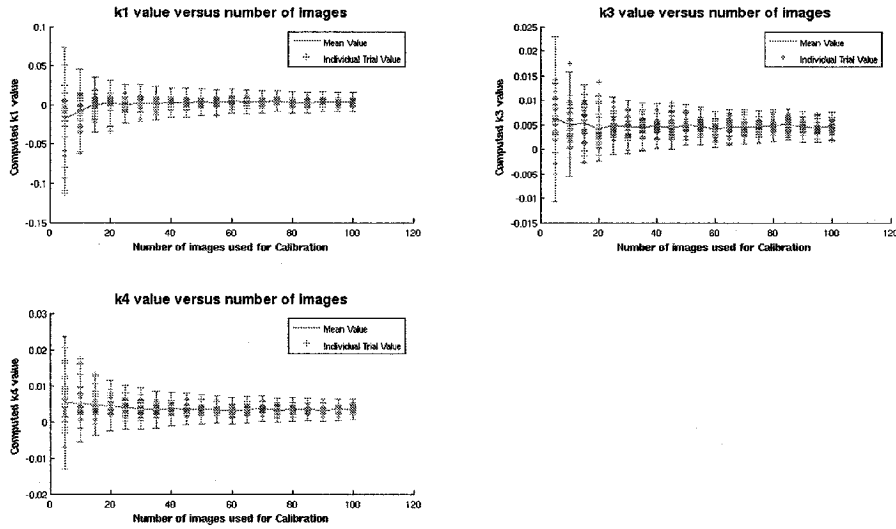 k1 value versus number of images
0.1
0.05
0
-0.05
-0.1
-0.15
Computed k1 value
Mean Value
Individual Trial Value
0 20 40 60 80 100 120
Number of images used for Calibration
k3 value versus number of images
0.025
0.02
0.015
0.01
0.005
0
-0.005
-0.01
-0.015
Computed k3 value
Mean Value
Individual Trial Value
0 20 40 60 80 100 120
Number of images used for Calibration
k4 value versus number of images
0.03
0.02
0.01
0
-0.01
-0.02
Computed k4 value
Mean Value
Individual Trial Value
0 20 40 60 80 100 120
Number of images used for Calibration